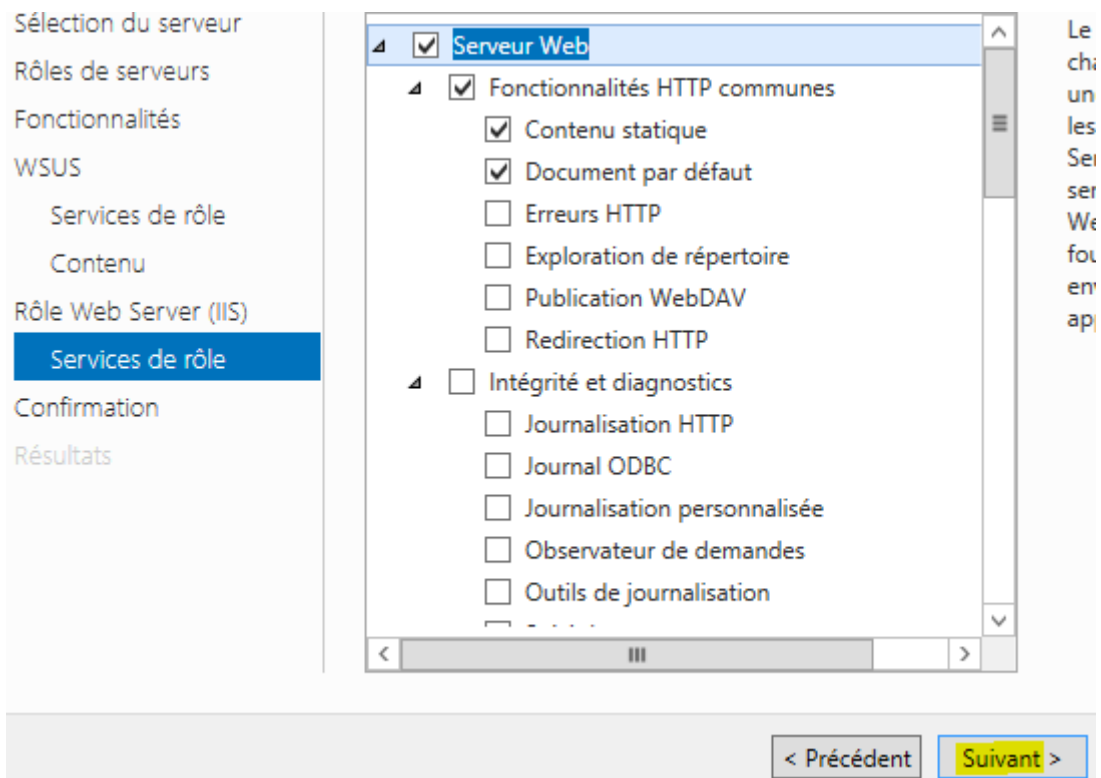 Sélection du serveur
Rôles de serveurs
Fonctionnalités
WSUS
Services de rôle
Contenu
Rôle Web Server (IIS)
Services de rôle
Confirmation
Résultats
Serveur Web
Fonctionnalités HTTP communes
Contenu statique
Document par défaut
Erreurs HTTP
Exploration de répertoire
Publication WebDAV
Redirection HTTP
Intégrité et diagnostics
Journalisation HTTP
Journal ODBC
Journalisation personnalisée
Observateur de demandes
Outils de journalisation
Le
les
< Précédent
Suivant >